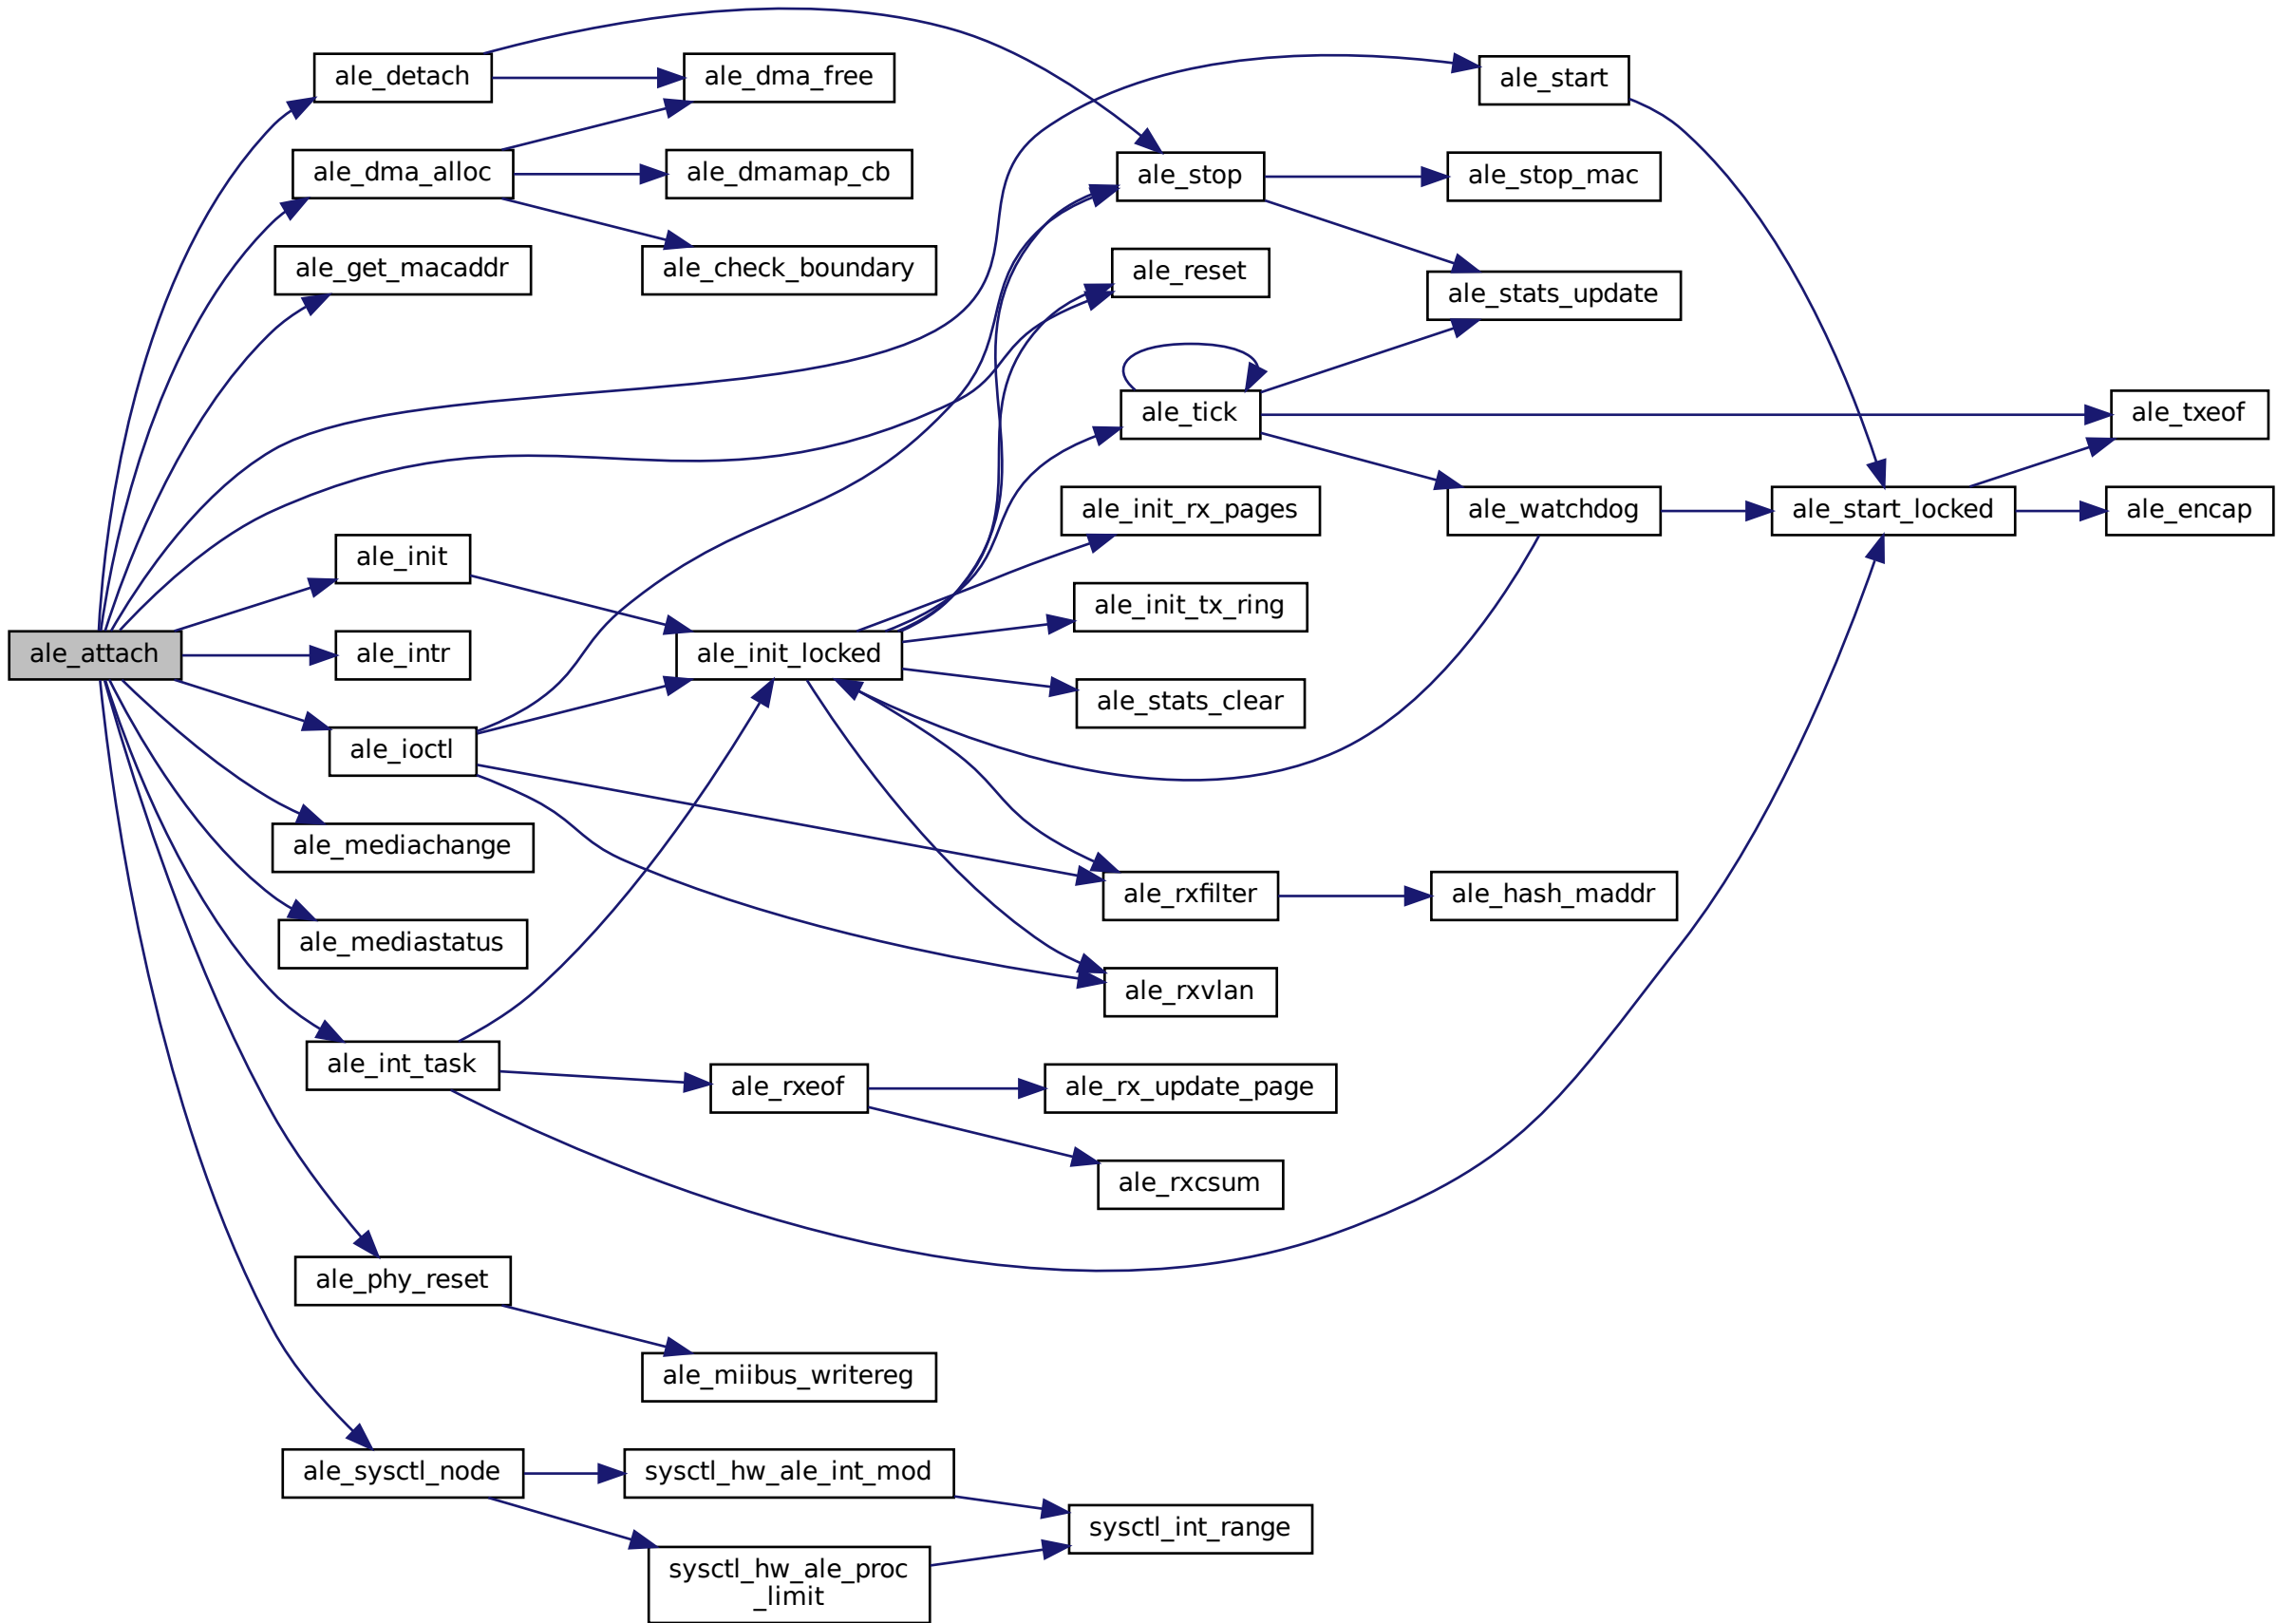 ale_attach
ale_detach
ale_dma_alloc
ale_get_macaddr
ale_init
ale_intr
ale_ioctl
ale_mediachange
ale_mediastatus
ale_int_task
ale_phy_reset
ale_sysctl_node
ale_dma_free
ale_dmamap_cb
ale_check_boundary
ale_init_locked
ale_rxeof
ale_miibus_writereg
sysctl_hw_ale_int_mod
sysctl_hw_ale_proc
_limit
ale_stop
ale_reset
ale_tick
ale_init_rx_pages
ale_init_tx_ring
ale_stats_clear
ale_rxfilter
ale_rxvlan
ale_rx_update_page
ale_rxcsum
sysctl_int_range
ale_start
ale_stop_mac
ale_stats_update
ale_watchdog
ale_hash_maddr
ale_start_locked
ale_txeof
ale_encap